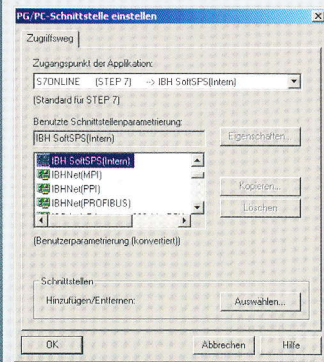 PG/PC-Schnittstelle einstellen
Zugriffsweg
Zugangspunkt der Applikation:
S7ONLINE (STEP 7) --> IBH SoftSPS(Intern)
(Standard für STEP 7)
Benutzte Schnittstellenparametrierung:
IBH SoftSPS(Intern)
Eigenschaften...
IBH SoftSPS(Intern)
IBHNet(MPI)
IBHNet(PPI)
IBHNet(PROFIBUS)
Kopieren...
Löschen
(Benutzerparametrierung (konvertiert))
Schnittstellen
Hinzufügen/Entfernen:
Auswählen...
OK
Abbrechen
Hilfe